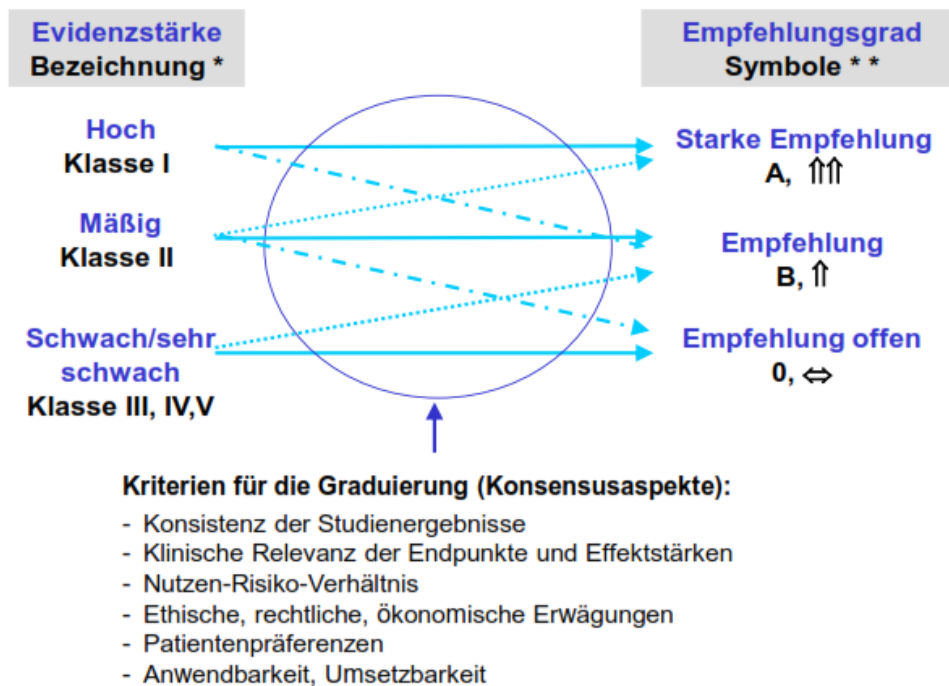 Evidenzstärke
Bezeichnung *
Empfehlungsgrad
Symbole * *
Hoch
Klasse I
Starke Empfehlung
A, ⇑⇑
Mäßig
Klasse II
Empfehlung
B, ⇑
Schwach/sehr
schwach
Klasse III, IV,V
Empfehlung offen
0, ⇔
Kriterien für die Graduierung (Konsensusaspekte):
- Konsistenz der Studienergebnisse
- Klinische Relevanz der Endpunkte und Effektstärken
- Nutzen-Risiko-Verhältnis
- Ethische, rechtliche, ökonomische Erwägungen
- Patientenpräferenzen
- Anwendbarkeit, Umsetzbarkeit